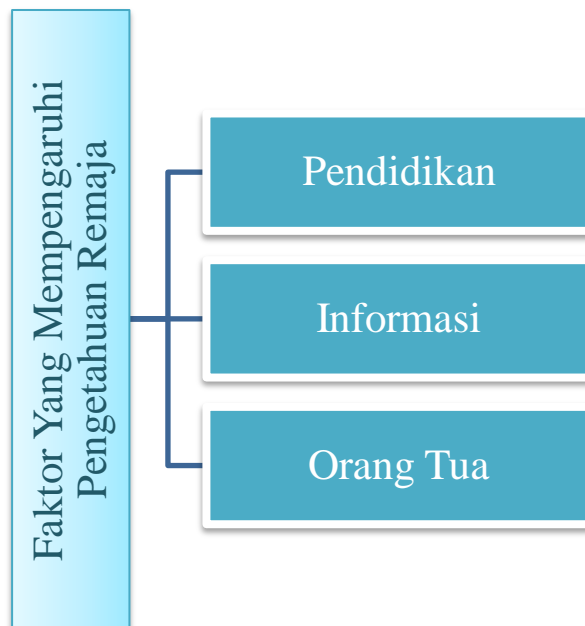 Faktor Yang Mempengaruhi
Pengetahuan Remaja
Pendidikan
Informasi
Orang Tua